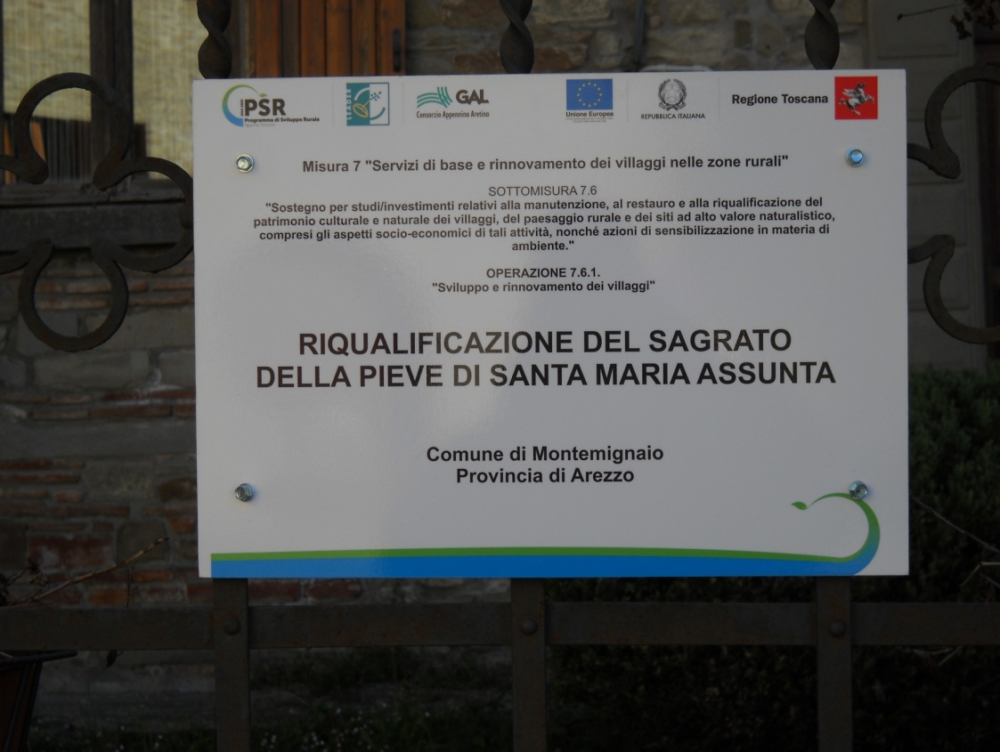 PSR
Programma di Sviluppo Rurale
LEADER
GAL
Consorzio Appennino Aretino
Unione Europea
REPUBBLICA ITALIANA
Regione Toscana
Misura 7 "Servizi di base e rinnovamento dei villaggi nelle zone rurali"
SOTTOMISURA 7.6
"Sostegno per studi/investimenti relativi alla manutenzione, al restauro e alla riqualificazione del
patrimonio culturale e naturale dei villaggi, del paesaggio rurale e dei siti ad alto valore naturalistico,
compresi gli aspetti socio-economici di tali attività, nonché azioni di sensibilizzazione in materia di
ambiente."
OPERAZIONE 7.6.1.
"Sviluppo e rinnovamento dei villaggi"
RIQUALIFICAZIONE DEL SAGRATO
DELLA PIEVE DI SANTA MARIA ASSUNTA
Comune di Montemignaio
Provincia di Arezzo